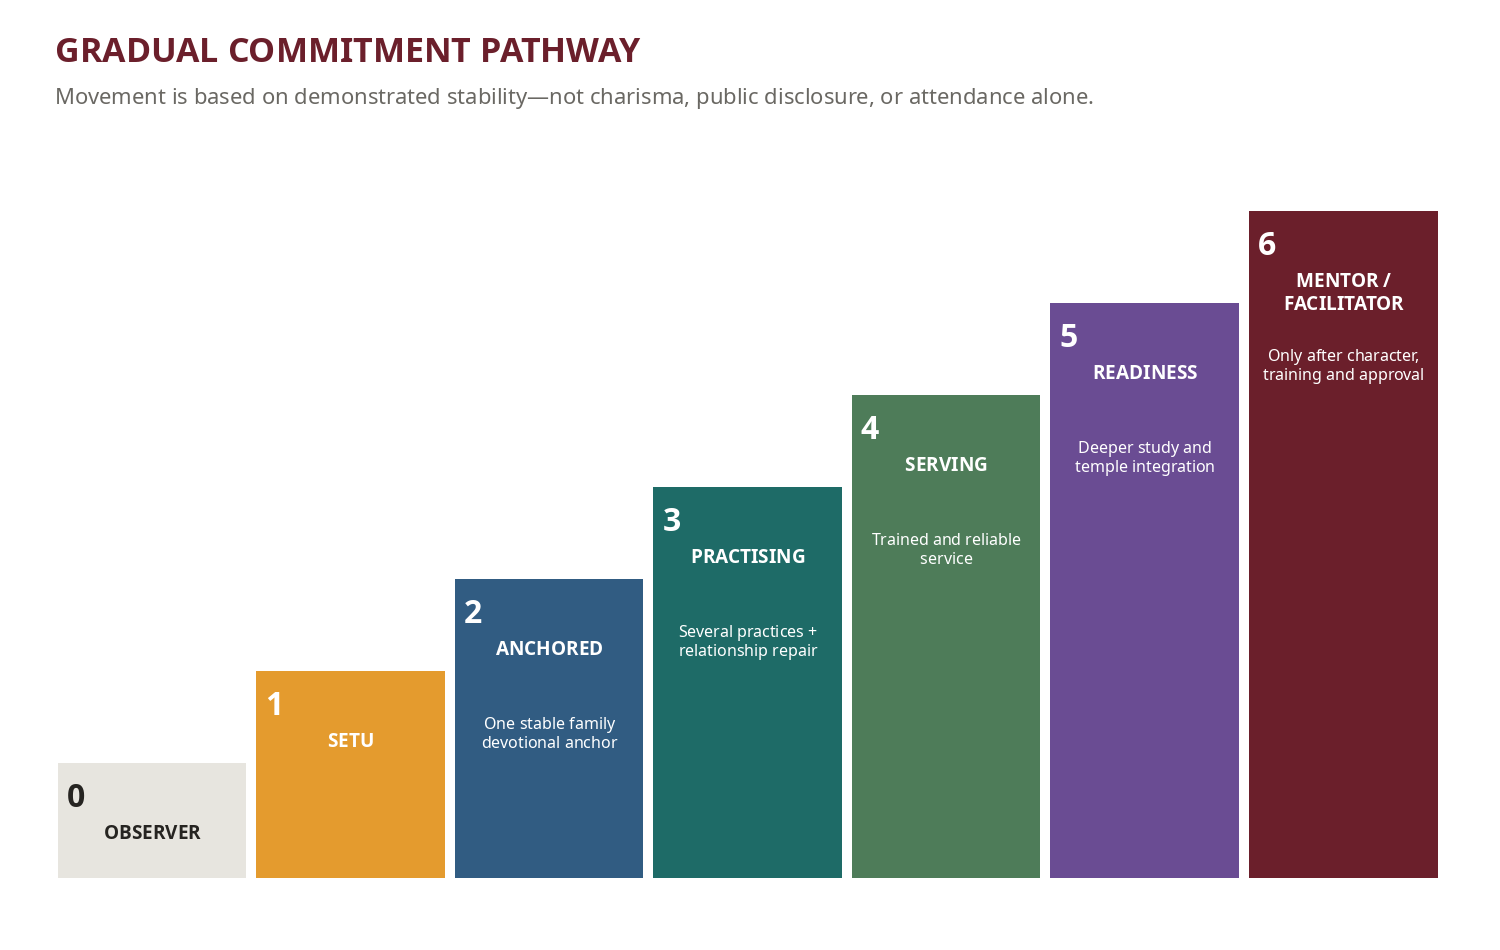 GRADUAL COMMITMENT PATHWAY
Movement is based on demonstrated stability—not charisma, public disclosure, or attendance alone.
0
OBSERVER
1
SETU
2
ANCHORED
One stable family
devotional anchor
3
PRACTISING
Several practices +
relationship repair
4
SERVING
Trained and reliable
service
5
READINESS
Deeper study and
temple integration
6
MENTOR /
FACILITATOR
Only after character,
training and approval